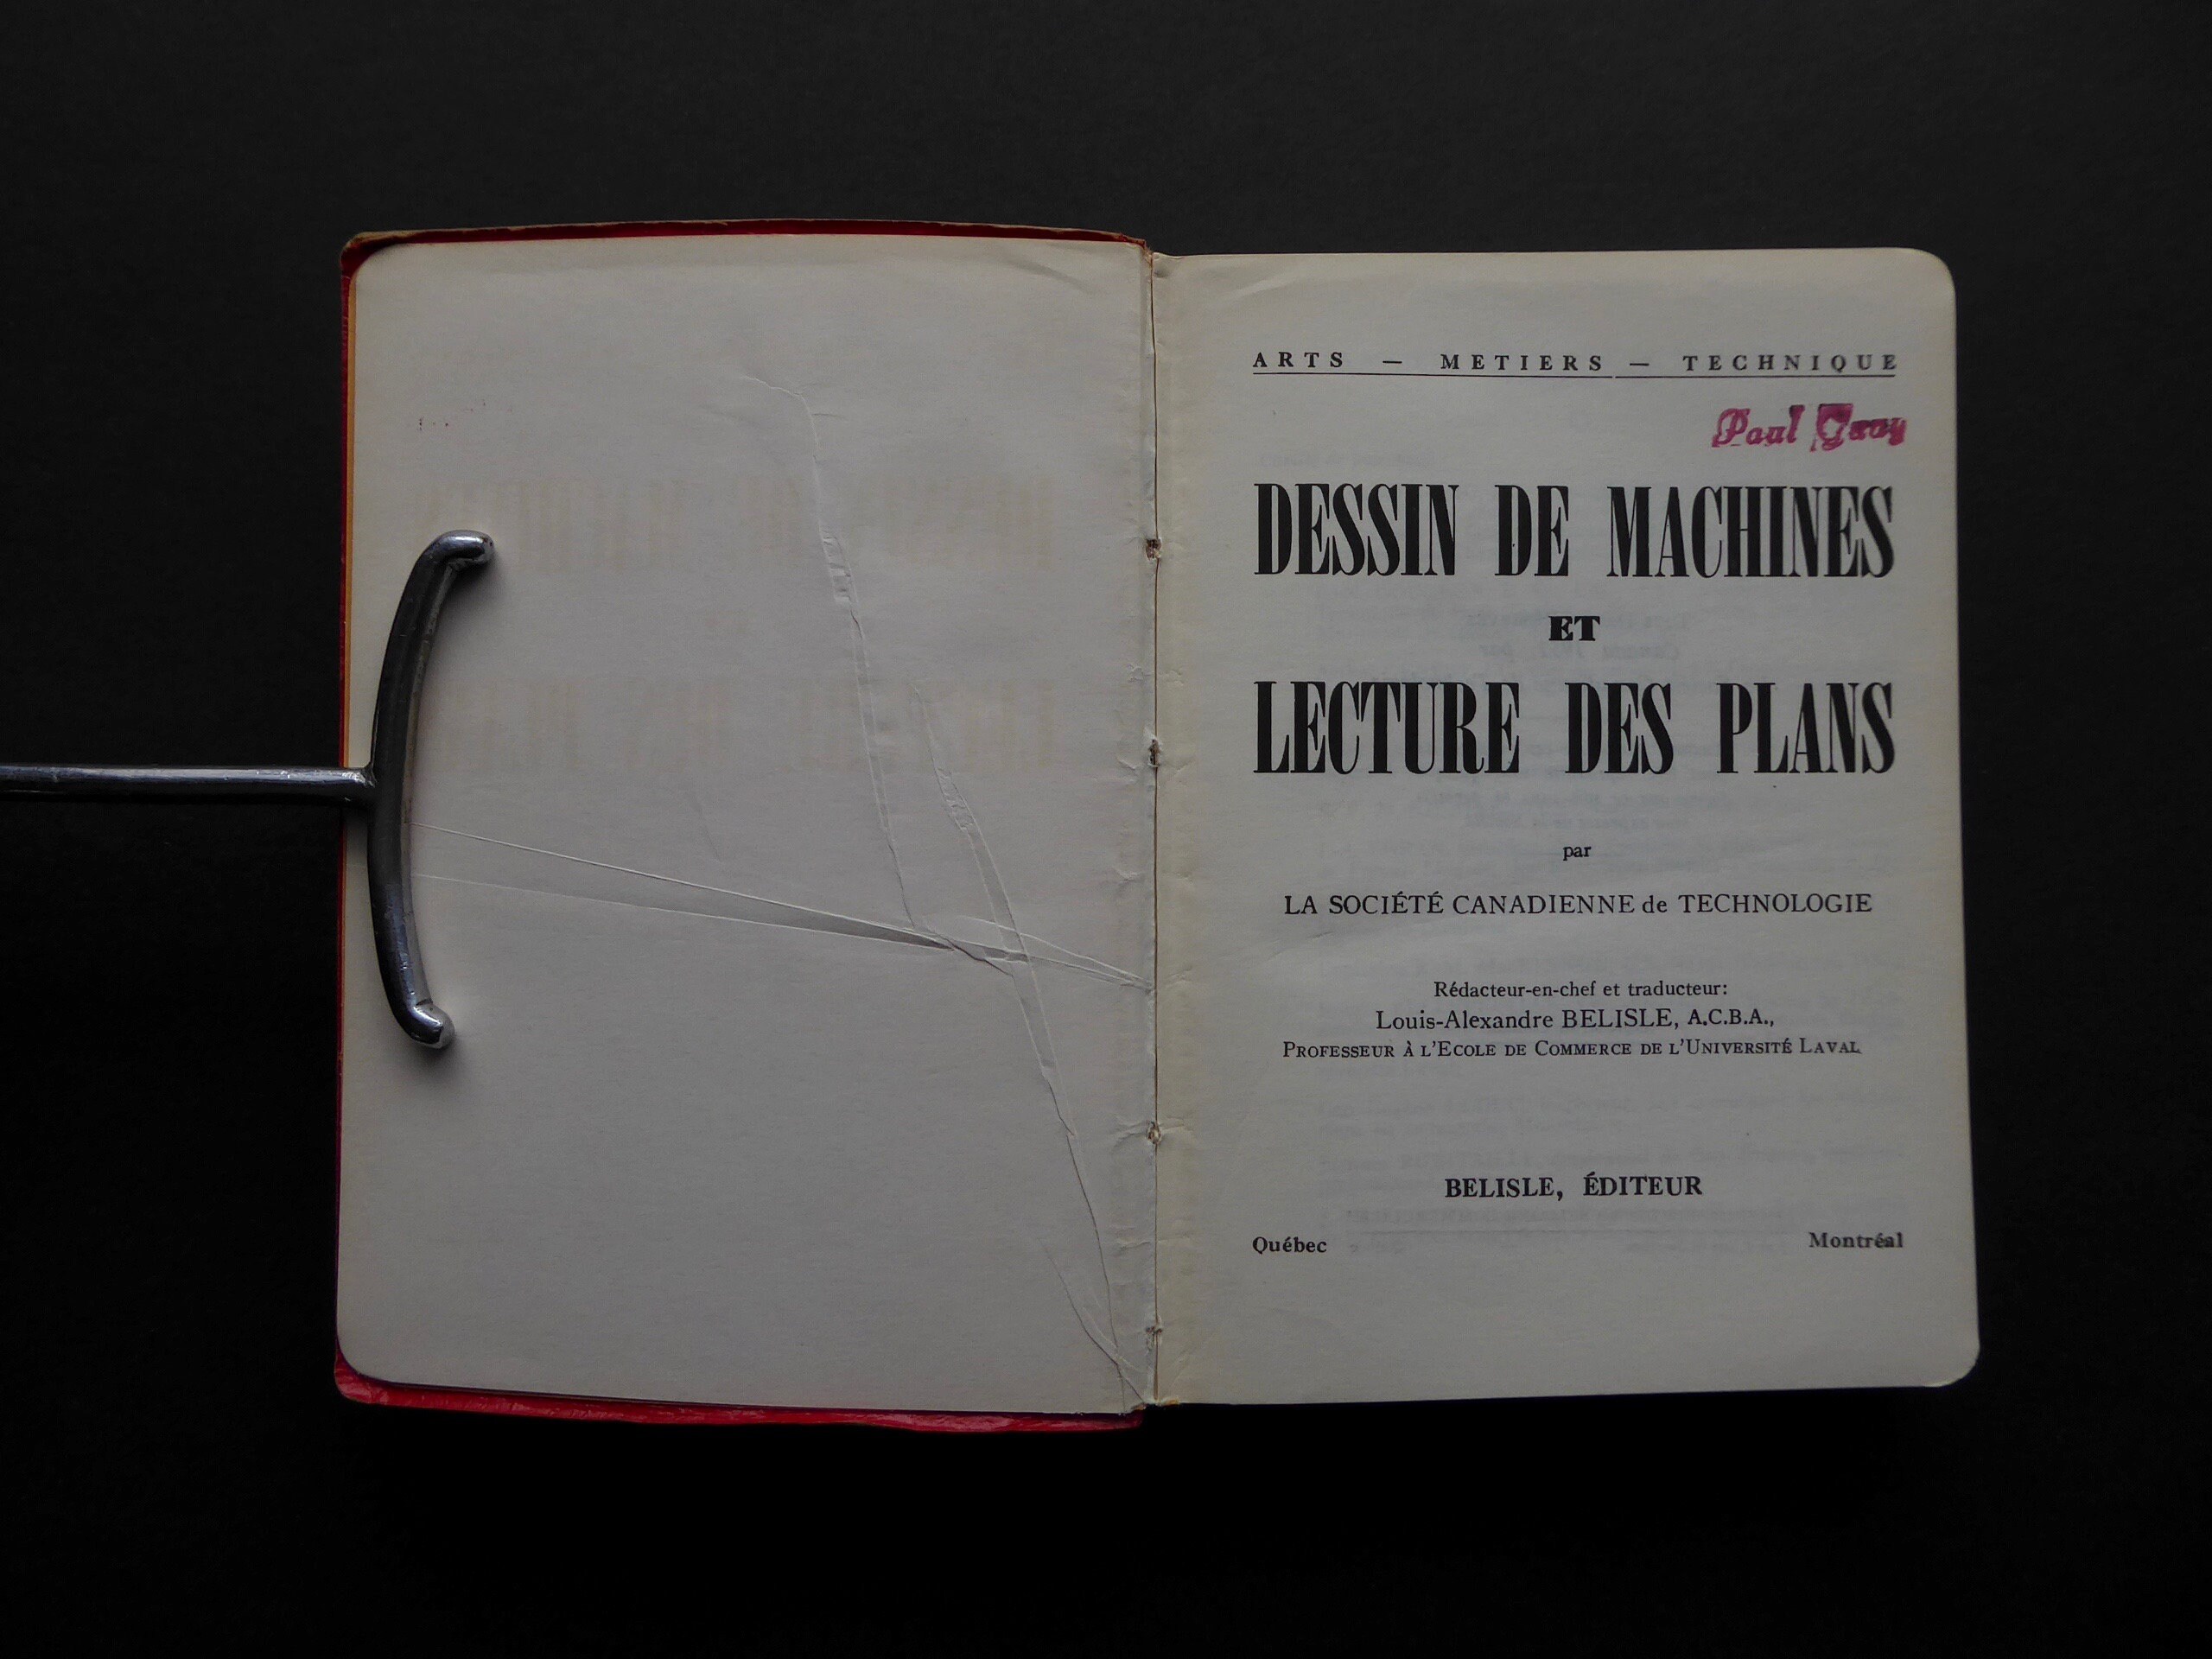 ARTS — METIERS — TECHNIQUE
Paul
DESSIN DE MACHINES
ET
LECTURE DES PLANS
par
LA SOCIÉTÉ CANADIENNE de TECHNOLOGIE
Rédacteur-en-chef et traducteur:
Louis-Alexandre BELISLE, A.C.B.A.,
PROFESSEUR À L'ECOLE DE COMMERCE DE L'UNIVERSITÉ LAVAL
BELISLE, ÉDITEUR
Québec Montréal